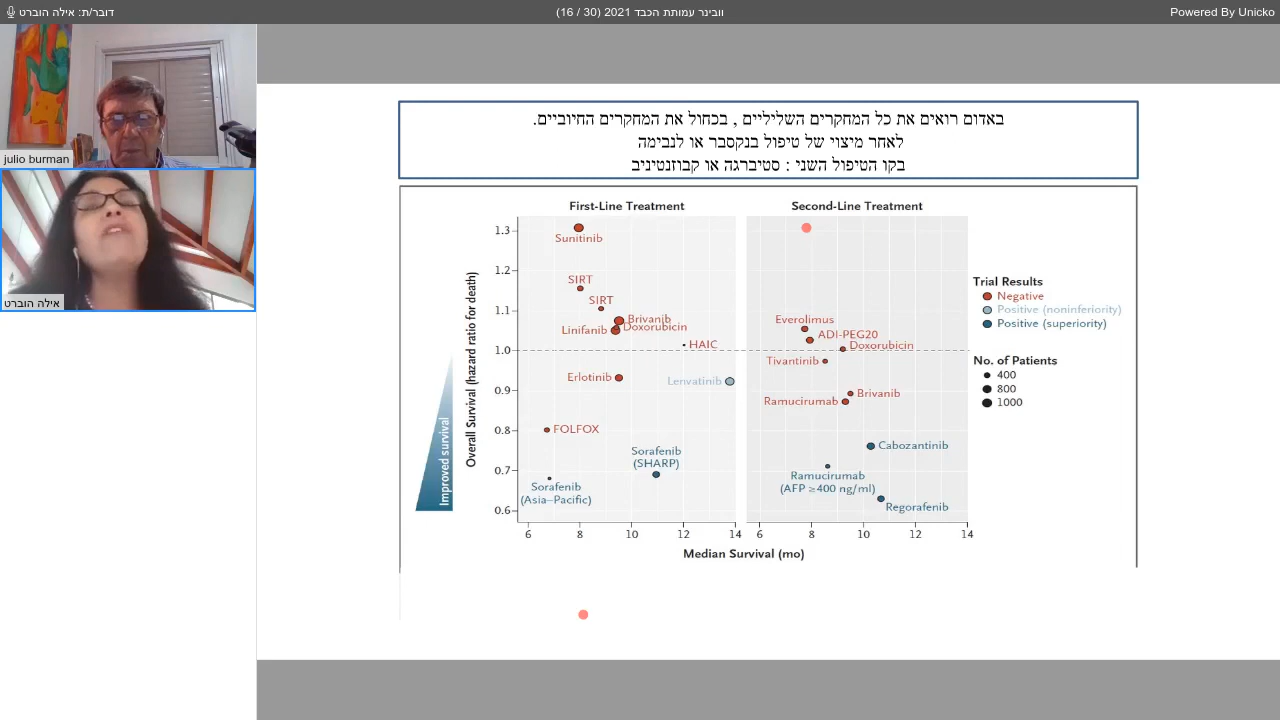 דובר/ת: אילה הוברט
וובינר עמותת הכבד 2021 (30 / 16)
Powered By Unicko
julio burman
אילה הוברט
באדום רואים את כל המחקרים השליליים , בכחול את המחקרים החיוביים.
לאחר מיצוי של טיפול בנקסבר או לנבימה
בקו הטיפול השני : סטיברגה או קבוזנטיניב
First-Line Treatment
Second-Line Treatment
Overall Survival (hazard ratio for death)
Improved survival
1.3
1.2
1.1
1.0
0.9
0.8
0.7
0.6
Sunitinib
SIRT
SIRT
Brivanib
Linifanib
Doxorubicin
HAIC
Erlotinib
Lenvatinib
FOLFOX
Sorafenib
(SHARP)
Sorafenib
(Asia–Pacific)
6 8 10 12 14
Everolimus
ADI-PEG20
Doxorubicin
Tivantinib
Brivanib
Ramucirumab
Cabozantinib
Ramucirumab
(AFP ≥400 ng/ml)
Regorafenib
6 8 10 12 14
Median Survival (mo)
Trial Results
Negative
Positive (noninferiority)
Positive (superiority)
No. of Patients
400
800
1000